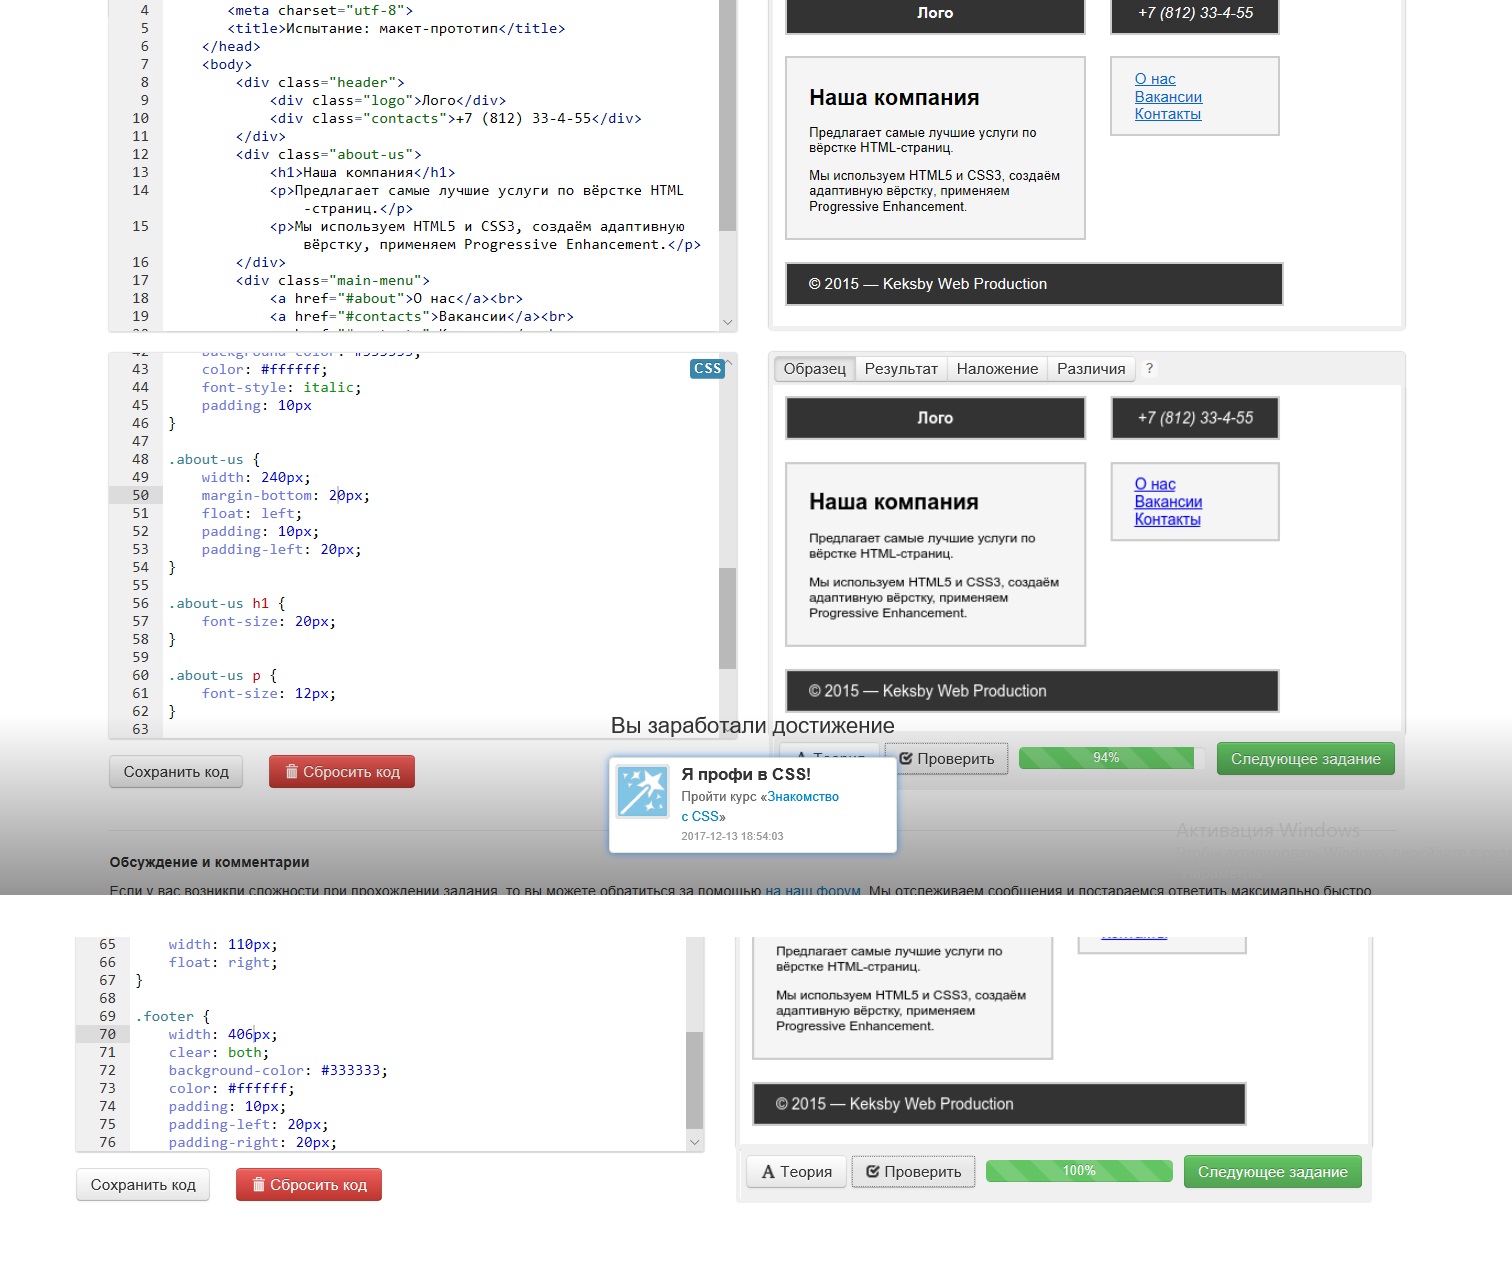 4 <meta charset="utf-8">
5 <title>Испытание: макет-прототип</title>
6 </head>
7 <body>
8 <div class="header">
9 <div class="logo">Лого</div>
10 <div class="contacts">+7 (812) 33-4-55</div>
11 </div>
12 <div class="about-us">
13 <h1>Наша компания</h1>
14 <p>Предлагает самые лучшие услуги по вёрстке HTML
-страниц.</p>
15 <p>Мы используем HTML5 и CSS3, создаём адаптивную
вёрстку, применяем Progressive Enhancement.</p>
16 </div>
17 <div class="main-menu">
18 <a href="#about">О нас</a><br>
19 <a href="#contacts">Вакансии</a><br>
Лого
+7 (812) 33-4-55
Наша компания
Предлагает самые лучшие услуги по
вёрстке HTML-страниц.
Мы используем HTML5 и CSS3, создаём
адаптивную вёрстку, применяем
Progressive Enhancement.
О нас
Вакансии
Контакты
© 2015 — Keksby Web Production
42 background-color: #333333;
CSS
43 color: #ffffff;
44 font-style: italic;
45 padding: 10px
46 }
47
48 .about-us {
49 width: 240px;
50 margin-bottom: 20px;
51 float: left;
52 padding: 10px;
53 padding-left: 20px;
54 }
55
56 .about-us h1 {
57 font-size: 20px;
58 }
59
60 .about-us p {
61 font-size: 12px;
62 }
63
Образец Результат Наложение Различия ?
Лого
+7 (812) 33-4-55
Наша компания
Предлагает самые лучшие услуги по
вёрстке HTML-страниц.
Мы используем HTML5 и CSS3, создаём
адаптивную вёрстку, применяем
Progressive Enhancement.
О нас
Вакансии
Контакты
© 2015 — Keksby Web Production
Вы заработали достижение
Сохранить код Сбросить код
Теория Проверить 94% Следующее задание
Я профи в CSS!
Пройти курс «Знакомство
с CSS»
2017-12-13 18:54:03
Активация Windows
Обсуждение и комментарии
Если у вас возникли сложности при прохождении задания, то вы можете обратиться за помощью на наш форум. Мы отслеживаем сообщения и постараемся ответить максимально быстро
65 width: 110px;
66 float: right;
67 }
68
69 .footer {
70 width: 406px;
71 clear: both;
72 background-color: #333333;
73 color: #ffffff;
74 padding: 10px;
75 padding-left: 20px;
76 padding-right: 20px;
Контакты
Предлагает самые лучшие услуги по
вёрстке HTML-страниц.
Мы используем HTML5 и CSS3, создаём
адаптивную вёрстку, применяем
Progressive Enhancement.
© 2015 — Keksby Web Production
Сохранить код Сбросить код
Теория Проверить 100% Следующее задание